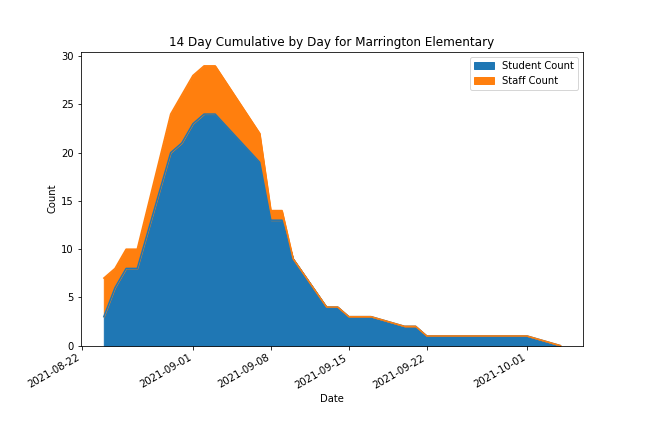 14 Day Cumulative by Day for Marrington Elementary
Student Count
Staff Count
30
25
20
15
10
5
0
Count
2021-08-22
2021-09-01
2021-09-08
2021-09-15
2021-09-22
2021-10-01
Date